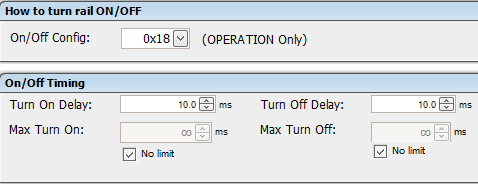 How to turn rail ON/OFF
On/Off Config: 0x18 (OPERATION Only)
On/Off Timing
Turn On Delay: 10.0 ms Turn Off Delay: 10.0 ms
Max Turn On: ∞ ms Max Turn Off: ∞ ms
No limit No limit